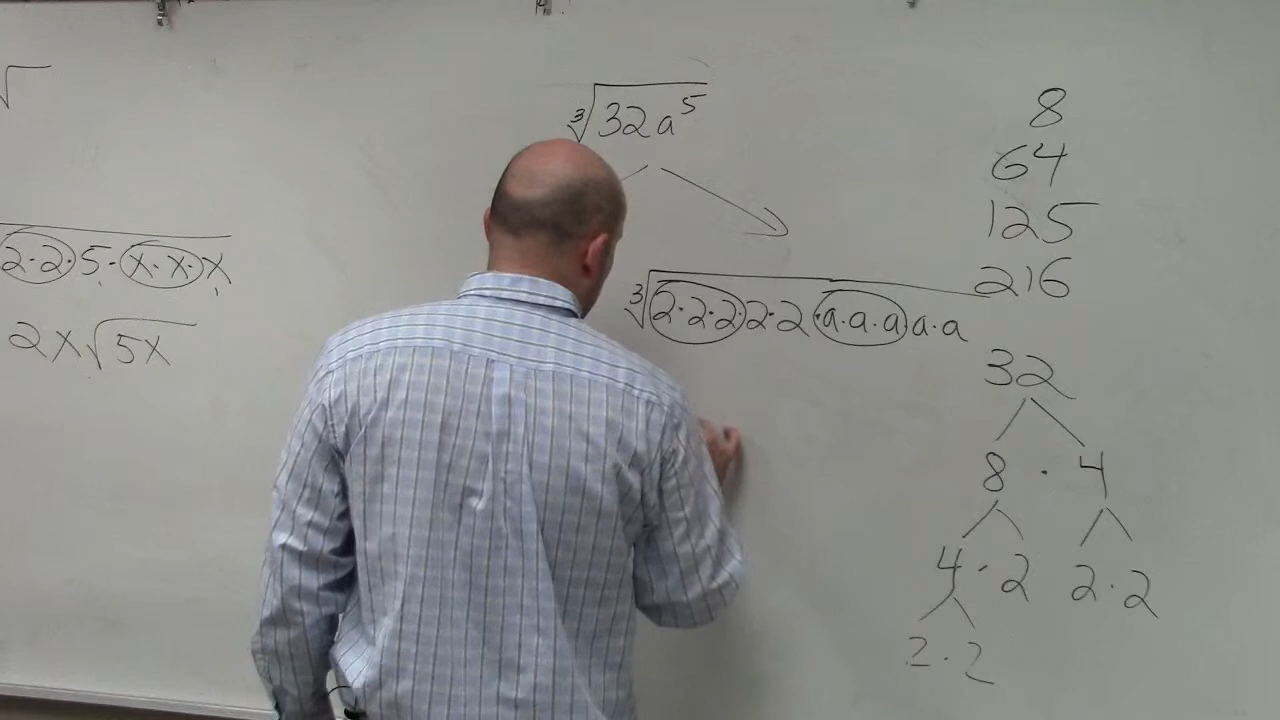 √
2·2·5·x·x·x
2x√5x
³√32a⁵
³√2·2·2·2·2·a·a·a·a·a
8
64
125
216
32
8 · 4
4 · 2 2 · 2
2 · 2